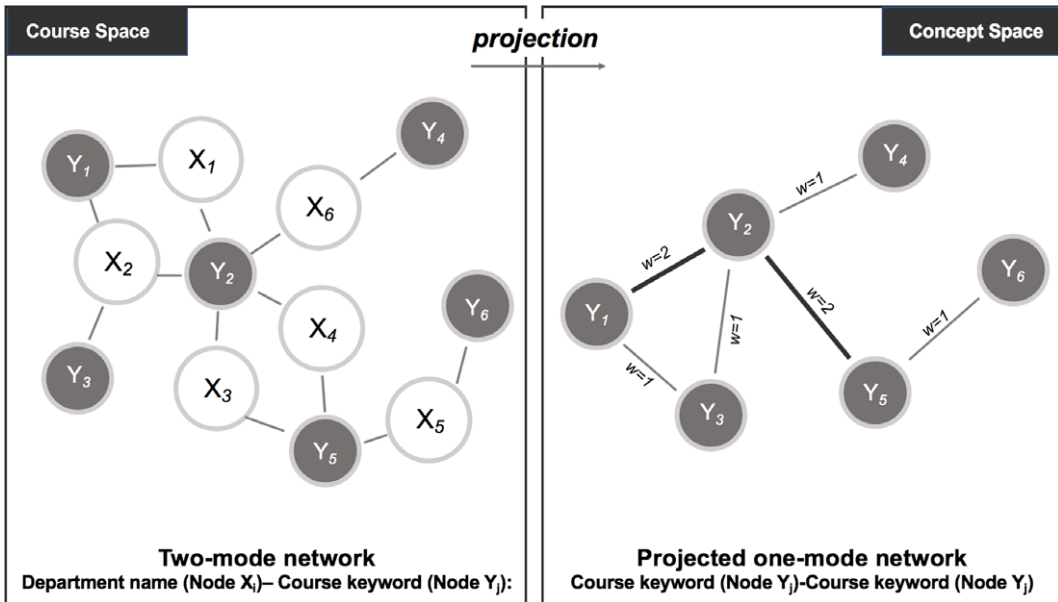 Course Space
projection
Concept Space
Y1
X1
Y4
X6
X2
Y2
Y6
X4
Y3
X3
X5
Y5
Two-mode network
Department name (Node Xi)– Course keyword (Node Yj):
Y4
w=1
Y2
w=2
Y6
Y1
w=2
w=1
w=1
w=1
Y5
Y3
Projected one-mode network
Course keyword (Node Yj)-Course keyword (Node Yj)